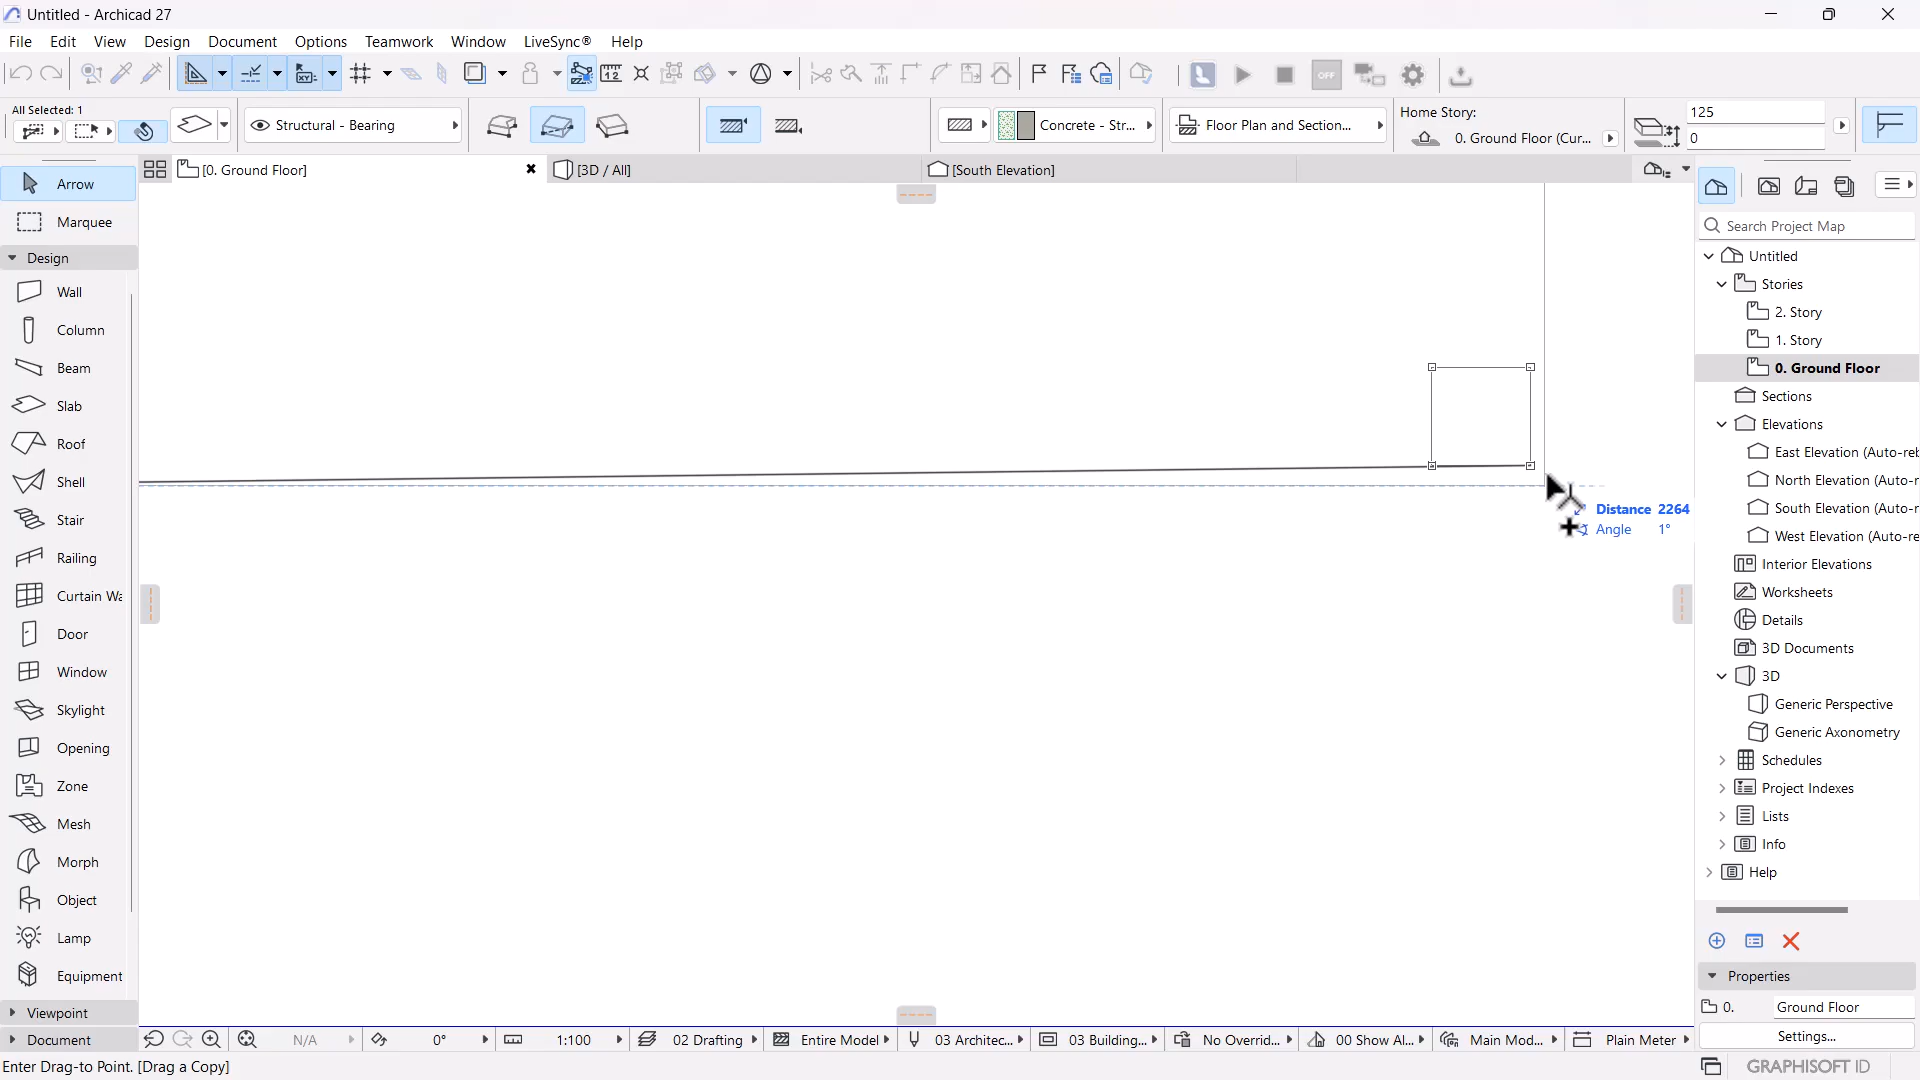 Untitled - Archicad 27
File Edit View Design Document Options Teamwork Window LiveSync® Help
All Selected: 1
Structural - Bearing
Concrete - Str...
Floor Plan and Section...
Home Story:
0. Ground Floor (Cur...
125
0
[0. Ground Floor]
[3D / All]
[South Elevation]
Arrow
Marquee
Design
Wall
Column
Beam
Slab
Roof
Shell
Stair
Railing
Curtain Wa
Door
Window
Skylight
Opening
Zone
Mesh
Morph
Object
Lamp
Equipment
Viewpoint
Document
Distance 2264
Angle 1°
Search Project Map
Untitled
Stories
2. Story
1. Story
0. Ground Floor
Sections
Elevations
East Elevation (Auto-reb
North Elevation (Auto-r
South Elevation (Auto-r
West Elevation (Auto-re
Interior Elevations
Worksheets
Details
3D Documents
3D
Generic Perspective
Generic Axonometry
Schedules
Project Indexes
Lists
Info
Help
Properties
0. Ground Floor
Settings...
N/A 0° 1:100 02 Drafting Entire Model 03 Architec... 03 Building... No Overrid... 00 Show Al... Main Mod... Plain Meter
Enter Drag-to Point. [Drag a Copy]
GRAPHISOFT ID